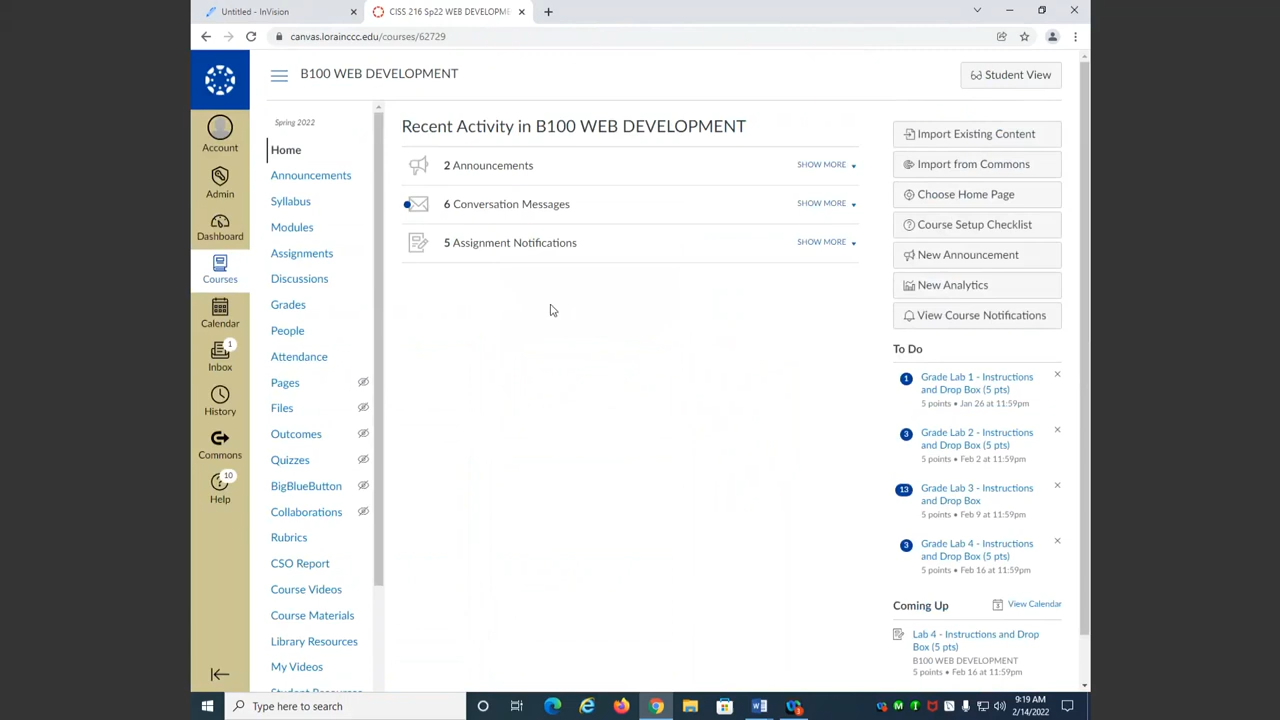 Untitled - InVision
CISS 216 Sp22 WEB DEVELOPM
canvas.lorainccc.edu/courses/62729
B100 WEB DEVELOPMENT
Student View
Account
Admin
Dashboard
Courses
Calendar
1
Inbox
History
Commons
10
Help
Spring 2022
Home
Announcements
Syllabus
Modules
Assignments
Discussions
Grades
People
Attendance
Pages
Files
Outcomes
Quizzes
BigBlueButton
Collaborations
Rubrics
CSO Report
Course Videos
Course Materials
Library Resources
My Videos
Recent Activity in B100 WEB DEVELOPMENT
2 Announcements SHOW MORE
6 Conversation Messages SHOW MORE
5 Assignment Notifications SHOW MORE
Import Existing Content
Import from Commons
Choose Home Page
Course Setup Checklist
New Announcement
New Analytics
View Course Notifications
To Do
1 Grade Lab 1 - Instructions
and Drop Box (5 pts)
5 points • Jan 26 at 11:59pm
3 Grade Lab 2 - Instructions
and Drop Box (5 pts)
5 points • Feb 2 at 11:59pm
13 Grade Lab 3 - Instructions
and Drop Box
5 points • Feb 9 at 11:59pm
3 Grade Lab 4 - Instructions
and Drop Box (5 pts)
5 points • Feb 16 at 11:59pm
Coming Up View Calendar
Lab 4 - Instructions and Drop
Box (5 pts)
B100 WEB DEVELOPMENT
5 points • Feb 16 at 11:59pm
Type here to search
9:19 AM
2/14/2022